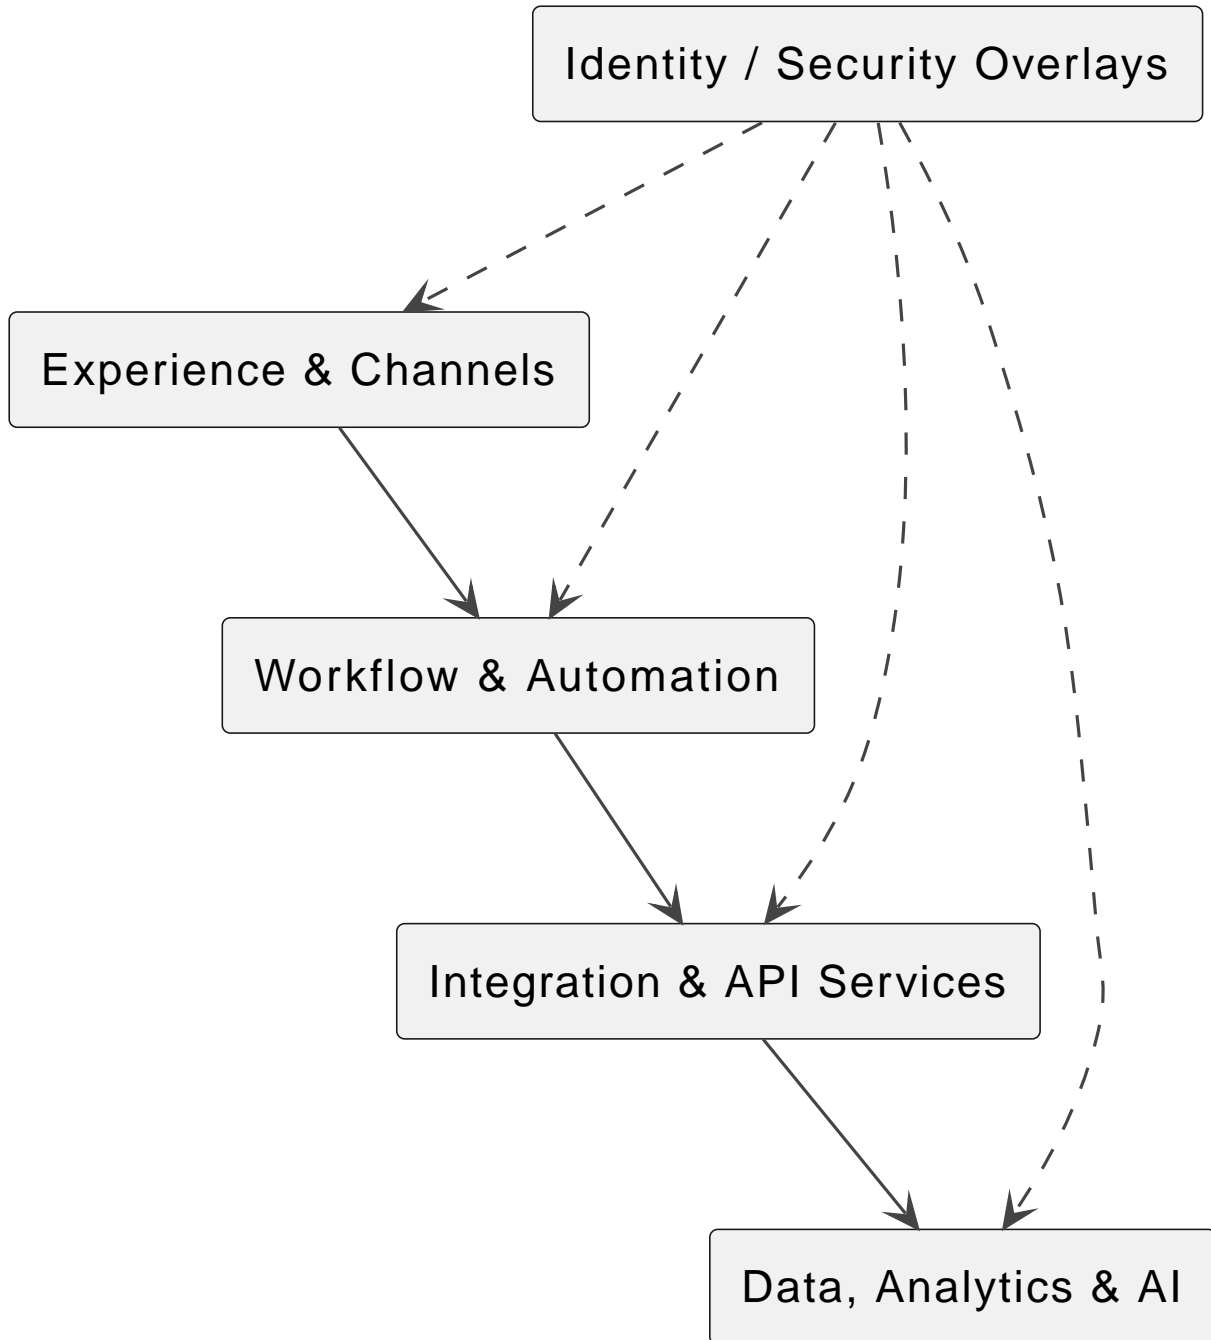 Identity / Security Overlays
Experience & Channels
Workflow & Automation
Integration & API Services
Data, Analytics & AI